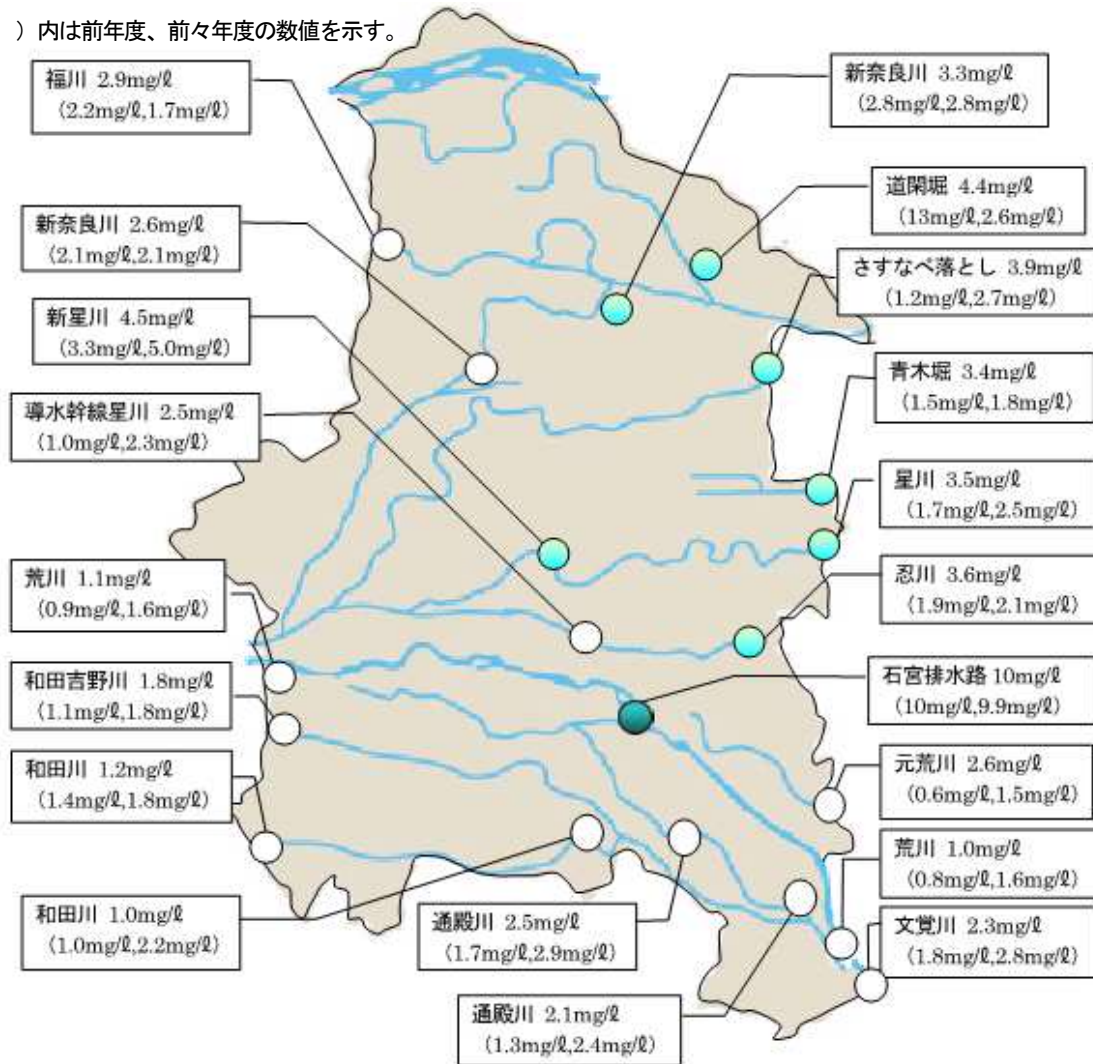 ）内は前年度、前々年度の数値を示す。
福川 2.9mg/ℓ
(2.2mg/ℓ,1.7mg/ℓ)
新奈良川 3.3mg/ℓ
(2.8mg/ℓ,2.8mg/ℓ)
道閑堀 4.4mg/ℓ
(13mg/ℓ,2.6mg/ℓ)
新奈良川 2.6mg/ℓ
(2.1mg/ℓ,2.1mg/ℓ)
さすなべ落とし 3.9mg/ℓ
(1.2mg/ℓ,2.7mg/ℓ)
新星川 4.5mg/ℓ
(3.3mg/ℓ,5.0mg/ℓ)
青木堀 3.4mg/ℓ
(1.5mg/ℓ,1.8mg/ℓ)
導水幹線星川 2.5mg/ℓ
(1.0mg/ℓ,2.3mg/ℓ)
星川 3.5mg/ℓ
(1.7mg/ℓ,2.5mg/ℓ)
荒川 1.1mg/ℓ
(0.9mg/ℓ,1.6mg/ℓ)
忍川 3.6mg/ℓ
(1.9mg/ℓ,2.1mg/ℓ)
和田吉野川 1.8mg/ℓ
(1.1mg/ℓ,1.8mg/ℓ)
石宮排水路 10mg/ℓ
(10mg/ℓ,9.9mg/ℓ)
和田川 1.2mg/ℓ
(1.4mg/ℓ,1.8mg/ℓ)
元荒川 2.6mg/ℓ
(0.6mg/ℓ,1.5mg/ℓ)
荒川 1.0mg/ℓ
(0.8mg/ℓ,1.6mg/ℓ)
和田川 1.0mg/ℓ
(1.0mg/ℓ,2.2mg/ℓ)
通殿川 2.5mg/ℓ
(1.7mg/ℓ,2.9mg/ℓ)
文覚川 2.3mg/ℓ
(1.8mg/ℓ,2.8mg/ℓ)
通殿川 2.1mg/ℓ
(1.3mg/ℓ,2.4mg/ℓ)